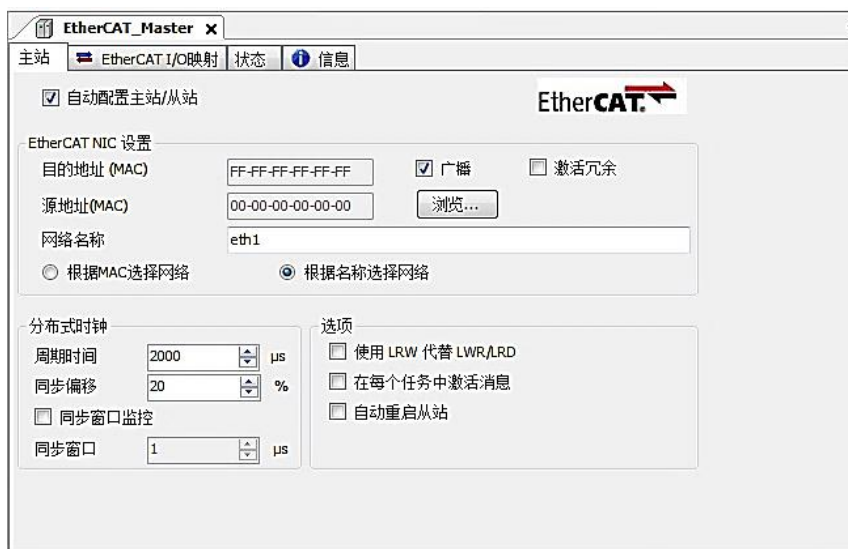 EtherCAT_Master x
主站 EtherCAT I/O映射 状态 信息
自动配置主站/从站
EtherCAT
EtherCAT NIC 设置
目的地址 (MAC) FF-FF-FF-FF-FF-FF 广播 激活冗余
源地址(MAC) 00-00-00-00-00-00 浏览...
网络名称 eth1
根据MAC选择网络 根据名称选择网络
分布式时钟 选项
周期时间 2000 µs 使用 LRW 代替 LWR/LRD
同步偏移 20 % 在每个任务中激活消息
同步窗口监控 自动重启从站
同步窗口 1 µs